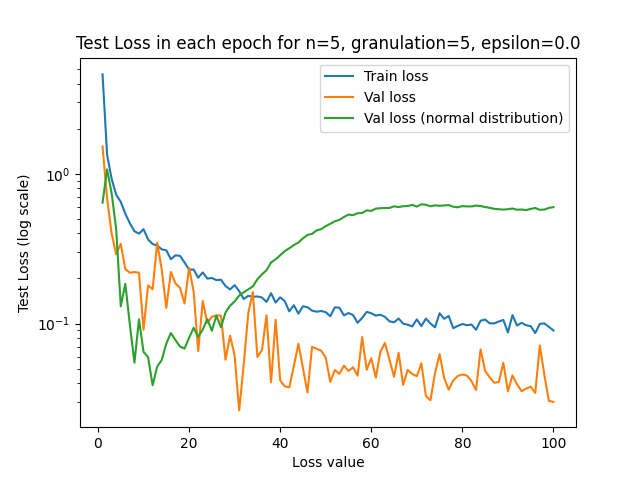 Test Loss in each epoch for n=5, granulation=5, epsilon=0.0
Train loss
Val loss
Val loss (normal distribution)
10⁰
10⁻¹
Test Loss (log scale)
0 20 40 60 80 100
Loss value